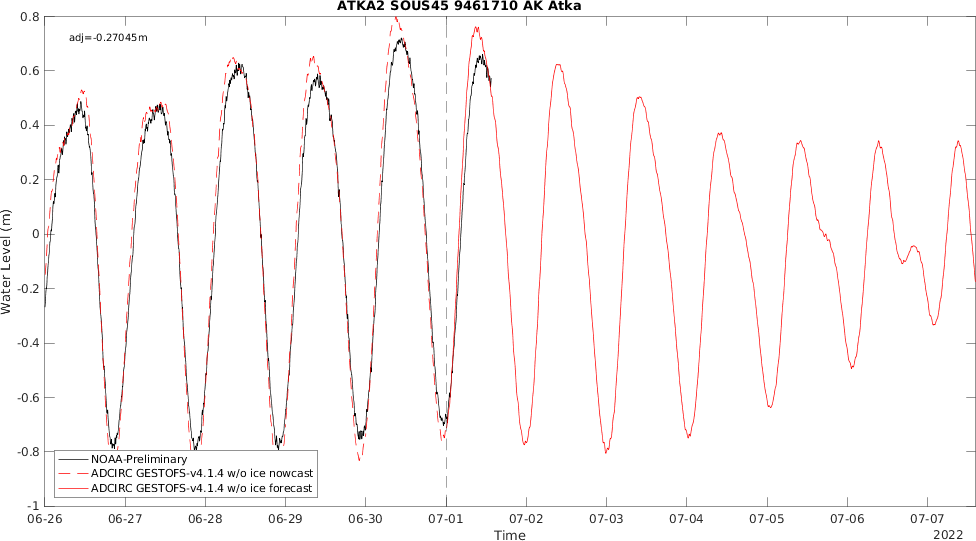 ATKA2 SOUS45 9461710 AK Atka
adj=-0.27045m
0.8
0.6
0.4
0.2
0
-0.2
-0.4
-0.6
-0.8
-1
Water Level (m)
NOAA-Preliminary
ADCIRC GESTOFS-v4.1.4 w/o ice nowcast
ADCIRC GESTOFS-v4.1.4 w/o ice forecast
06-26 06-27 06-28 06-29 06-30 07-01 07-02 07-03 07-04 07-05 07-06 07-07
Time
2022